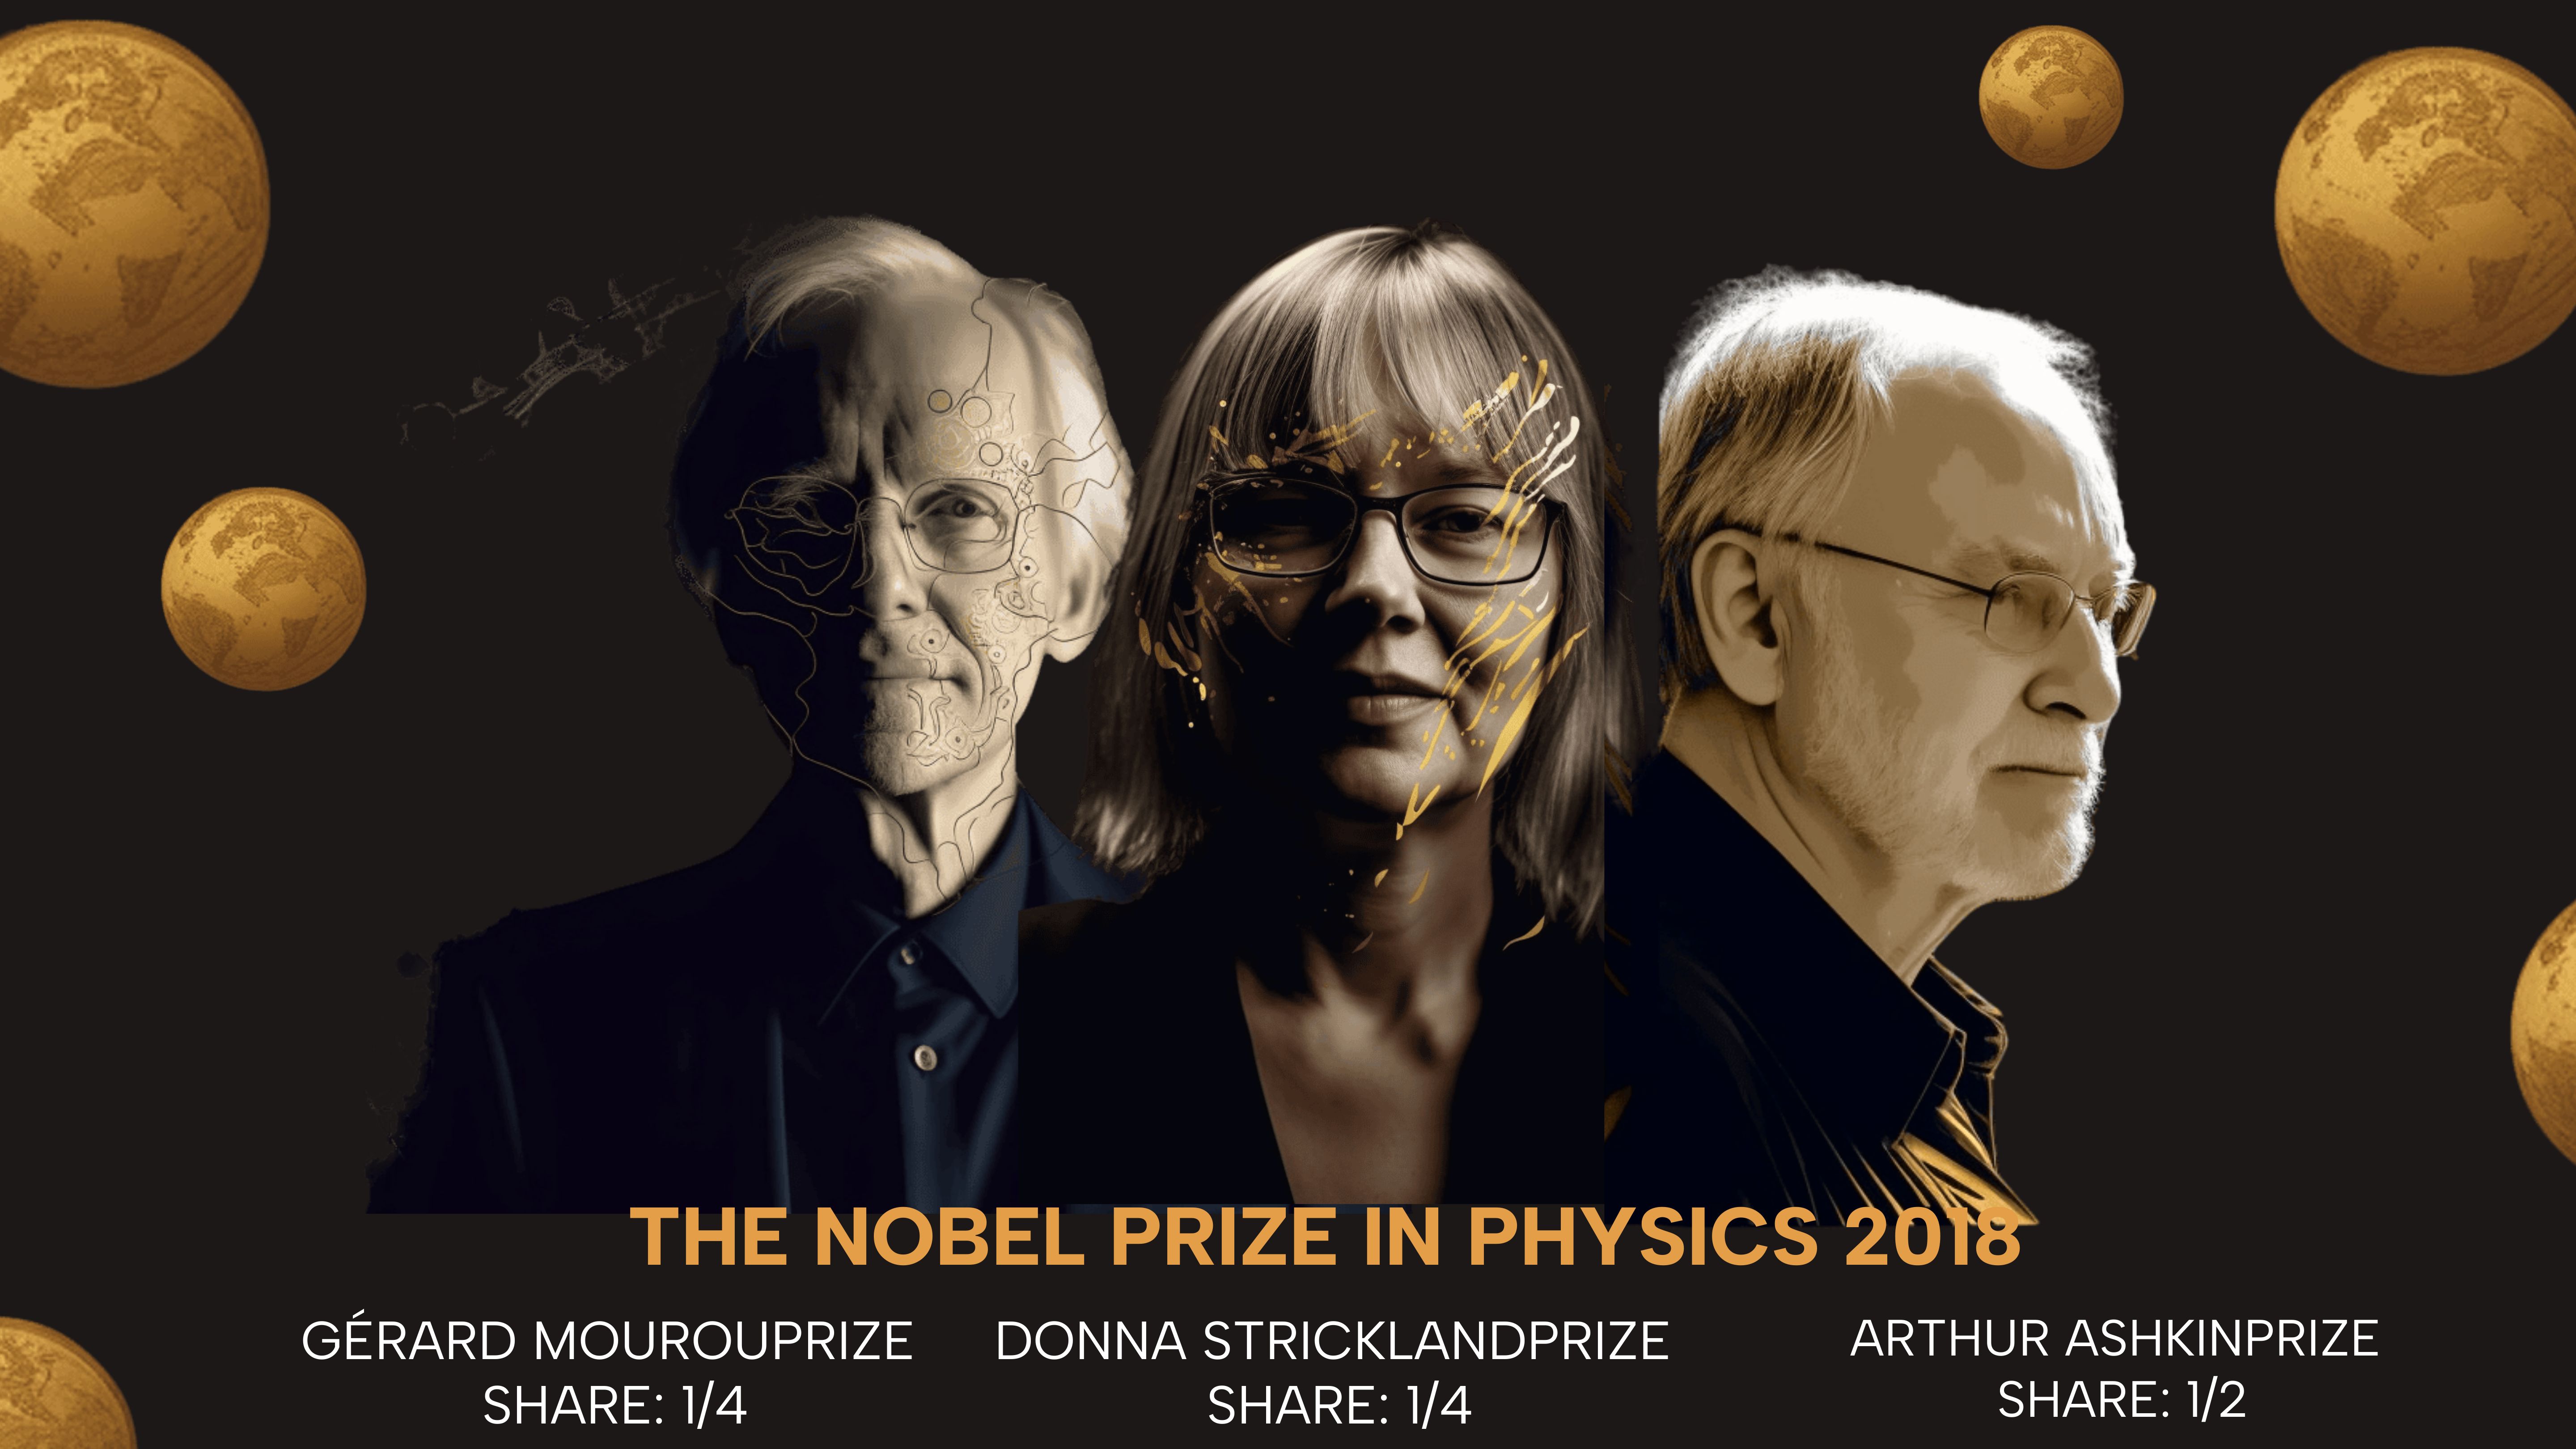 THE NOBEL PRIZE IN PHYSICS 2018
GÉRARD MOUROUPRIZE
SHARE: 1/4
DONNA STRICKLANDPRIZE
SHARE: 1/4
ARTHUR ASHKINPRIZE
SHARE: 1/2